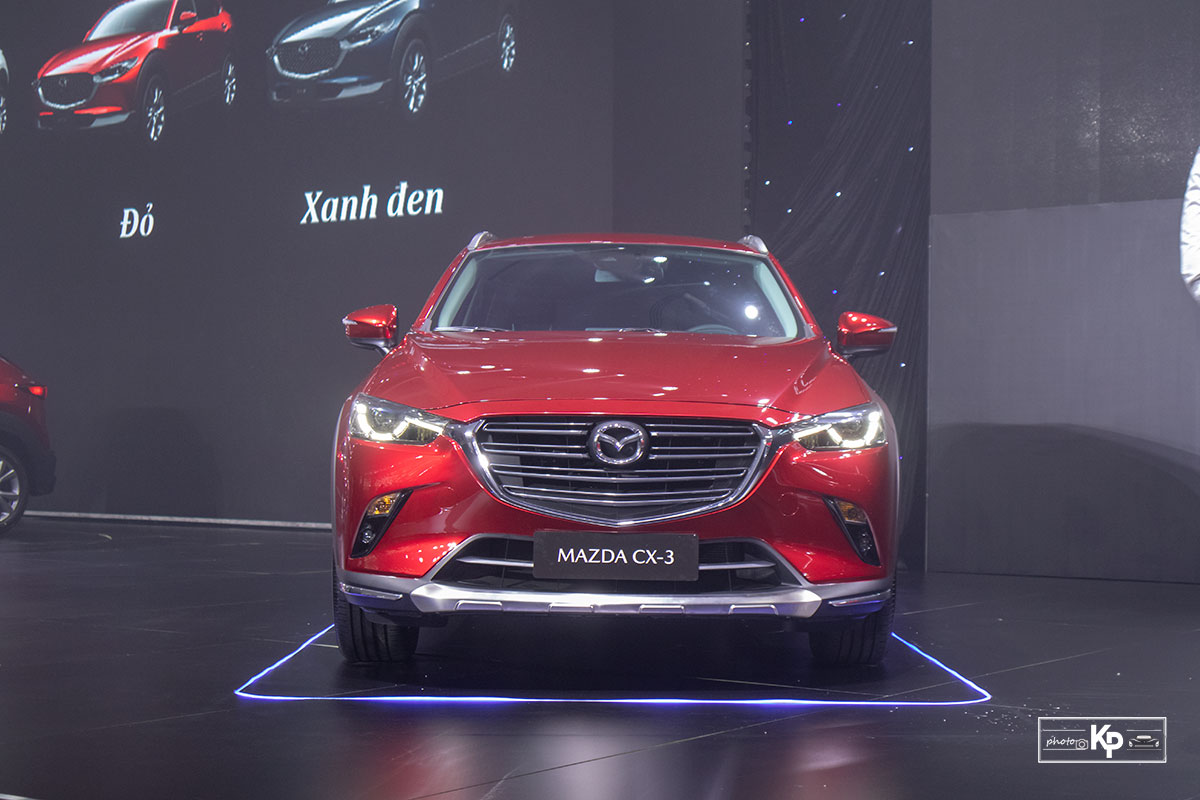 Đỏ
Xanh đen
MAZDA CX-3
photo KP